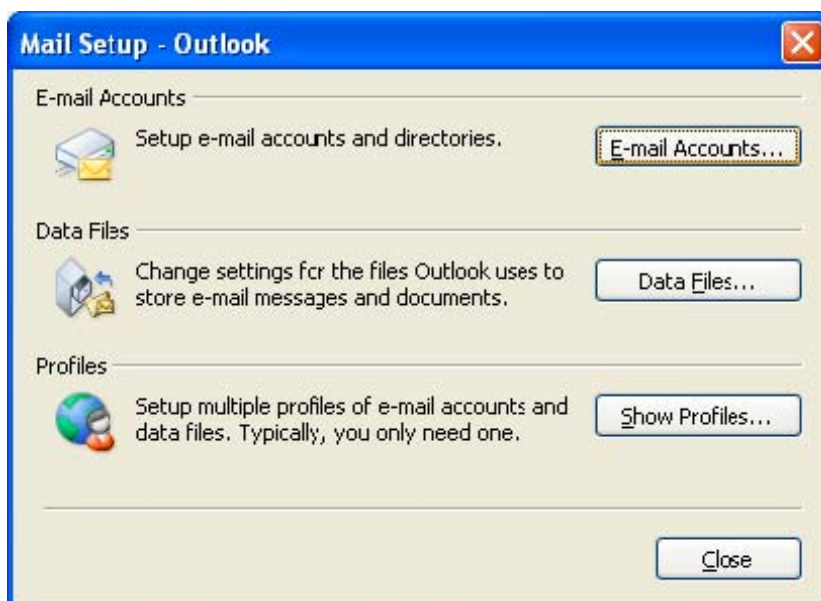 Mail Setup - Outlook
E-mail Accounts
Setup e-mail accounts and directories.
E-mail Accounts...
Data Files
Change settings for the files Outlook uses to
store e-mail messages and documents.
Data Files...
Profiles
Setup multiple profiles of e-mail accounts and
data files. Typically, you only need one.
Show Profiles...
Close